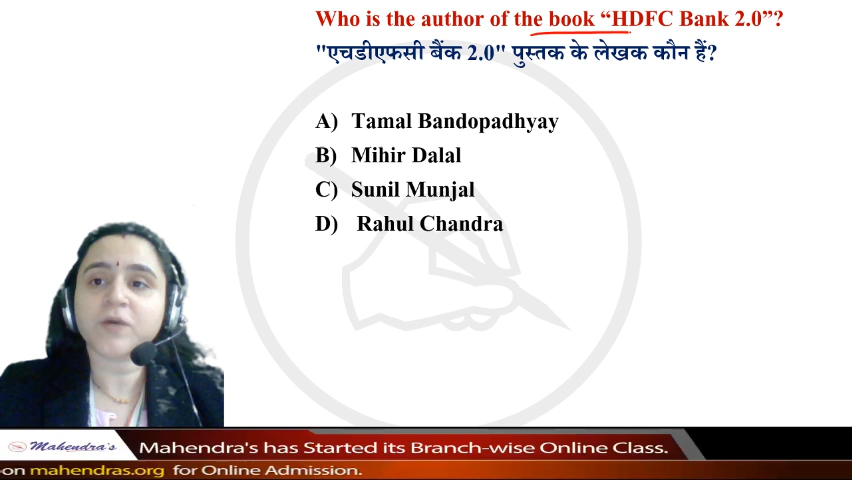 Who is the author of the book “HDFC Bank 2.0”?
"एचडीएफसी बैंक 2.0" पुस्तक के लेखक कौन हैं?
A) Tamal Bandopadhyay
B) Mihir Dalal
C) Sunil Munjal
D) Rahul Chandra
Mahendra's
Mahendra's has Started its Branch-wise Online Class.
-on mahendras.org for Online Admission.